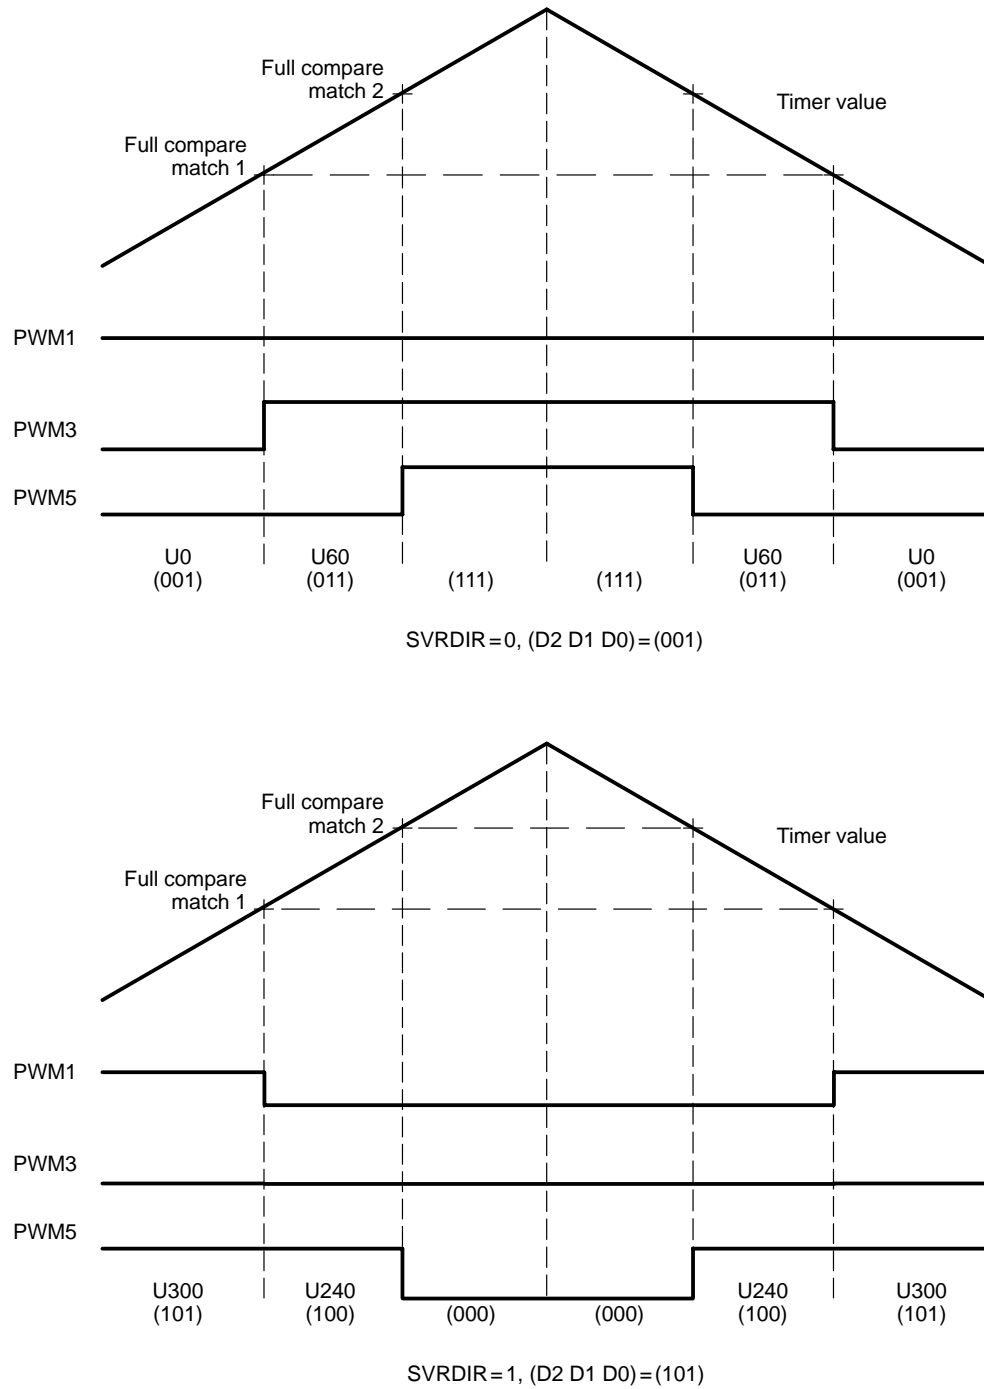 Full compare
match 2
Timer value
Full compare
match 1
PWM1
PWM3
PWM5
U0 U60 U60 U0
(001) (011) (111) (111) (011) (001)
SVRDIR=0, (D2 D1 D0)=(001)
Full compare
match 2
Timer value
Full compare
match 1
PWM1
PWM3
PWM5
U300 U240 U240 U300
(101) (100) (000) (000) (100) (101)
SVRDIR=1, (D2 D1 D0)=(101)